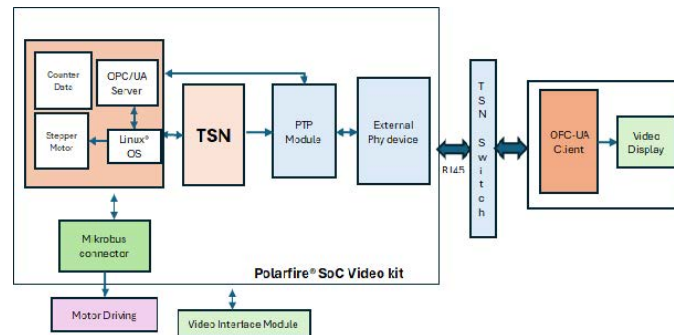 Counter
Data
OPC/UA
Server
Stepper
Motor
Linux®
OS
TSN
PTP
Module
External
Phy device
RJ45
T
S
N
S
w
i
t
c
h
OFC-UA
Client
Video
Display
Mikrobus
connector
Polarfire® SoC Video kit
Motor Driving
Video Interface Module